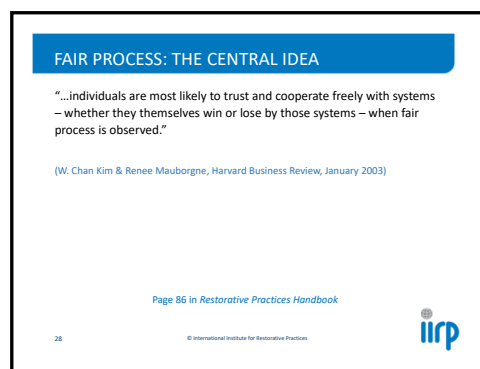 FAIR PROCESS: THE CENTRAL IDEA
“…individuals are most likely to trust and cooperate freely with systems
– whether they themselves win or lose by those systems – when fair
process is observed.”
(W. Chan Kim & Renee Mauborgne, Harvard Business Review, January 2003)
Page 86 in Restorative Practices Handbook
28
© International Institute for Restorative Practices
iirp